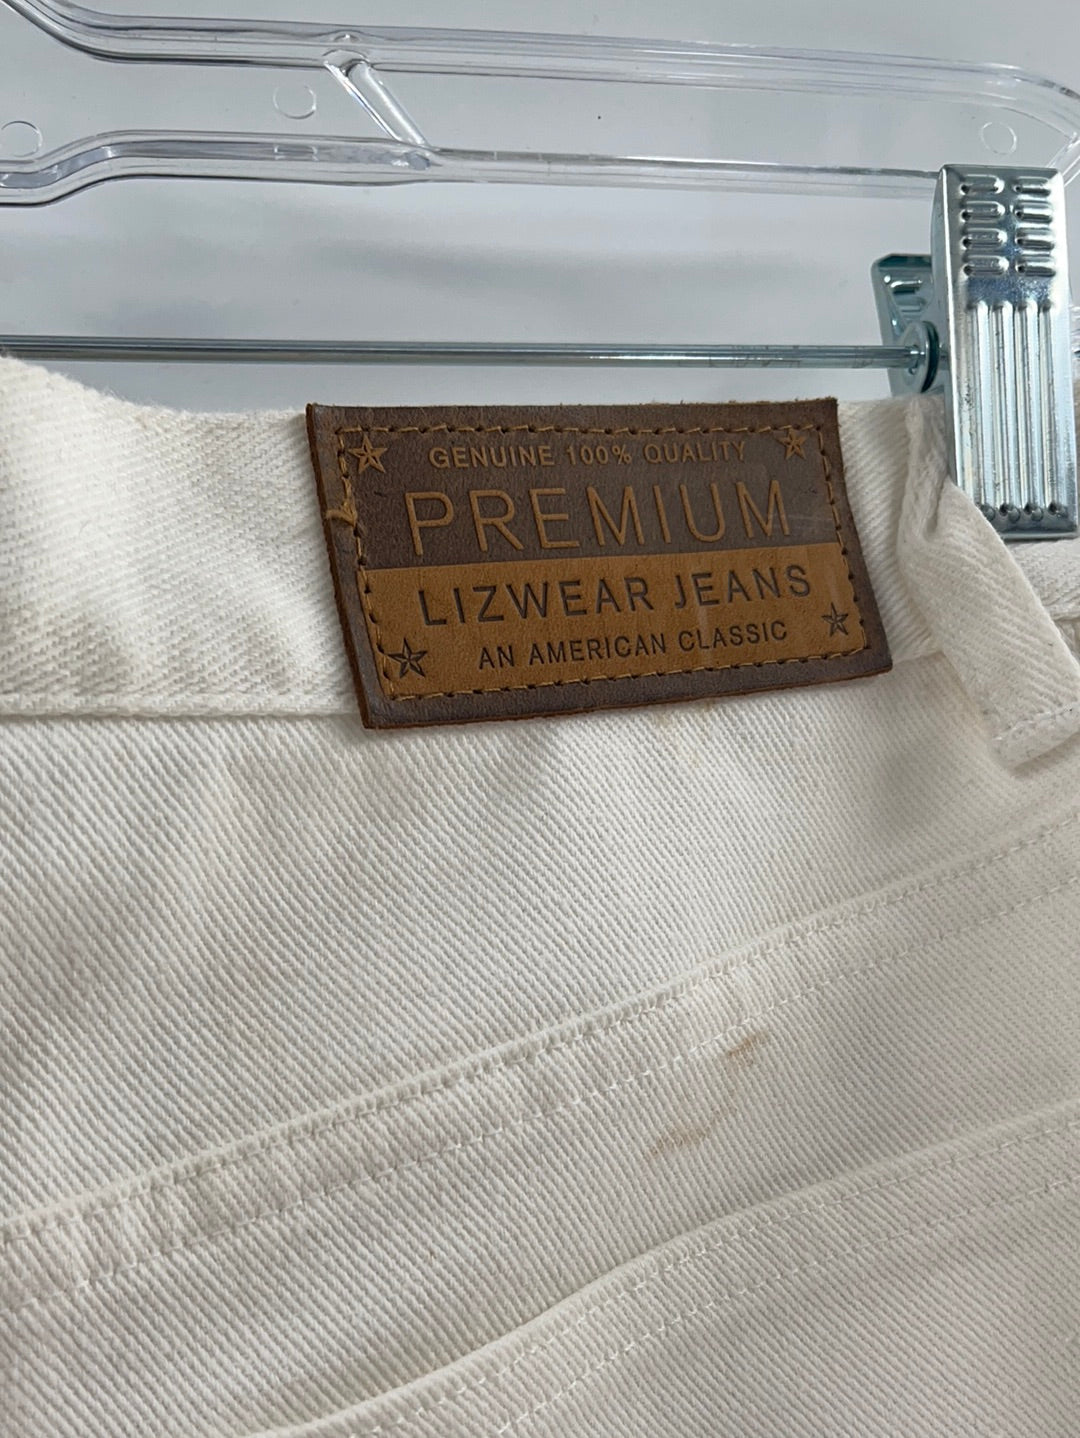 GENUINE 100% QUALITY
PREMIUM
LIZWEAR JEANS
AN AMERICAN CLASSIC